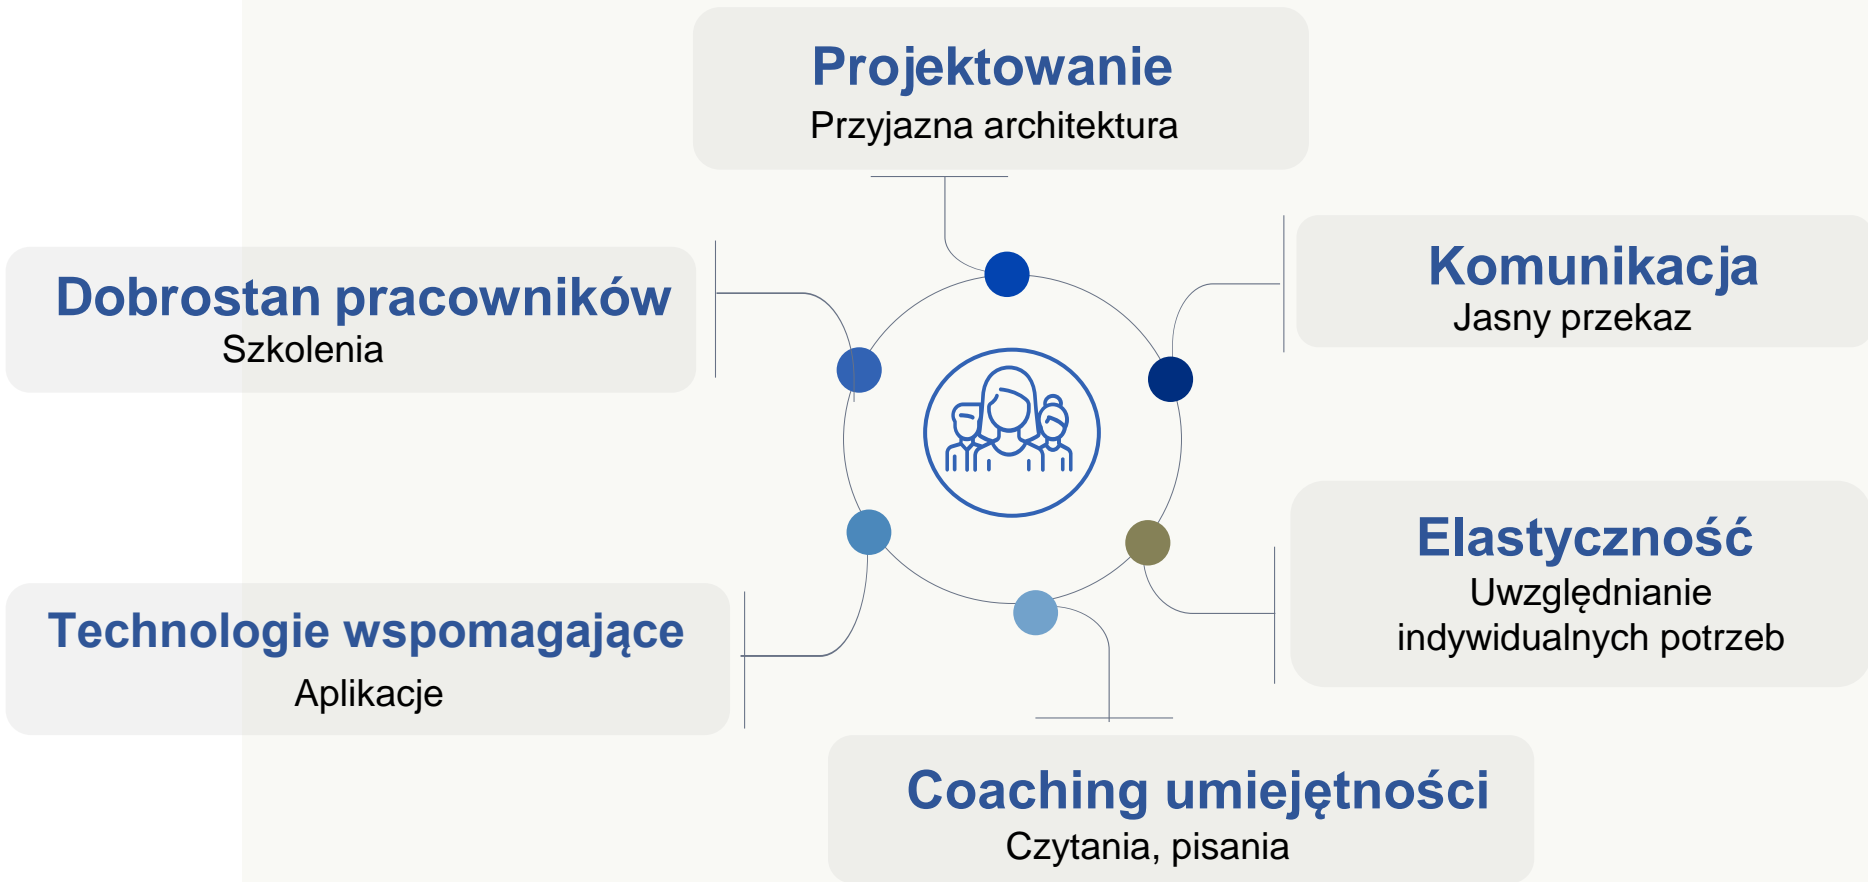 Projektowanie
Przyjazna architektura
Dobrostan pracowników
Szkolenia
Komunikacja
Jasny przekaz
Technologie wspomagające
Aplikacje
Elastyczność
Uwzględnianie
indywidualnych potrzeb
Coaching umiejętności
Czytania, pisania